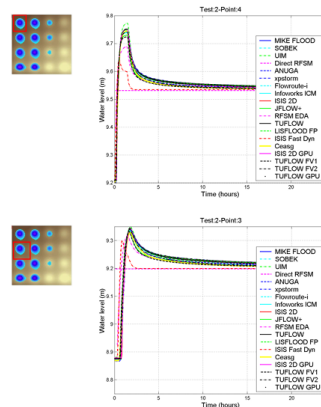 Test:2-Point:4
Water level (m)
9.8
9.7
9.6
9.5
9.4
9.3
9.2
0
5
10
15
20
Time (hours)
MIKE FLOOD
SOBEK
UIM
Direct RFSM
ANUGA
xpstorm
Flowroute-i
Infoworks ICM
ISIS 2D
JFLOW+
RFSM EDA
TUFLOW
LISFLOOD FP
ISIS Fast Dyn
Ceasg
ISIS 2D GPU
TUFLOW FV1
TUFLOW FV2
TUFLOW GPU
Test:2-Point:3
Water level (m)
9.3
9.2
9.1
9
8.9
8.8
0
5
10
15
20
Time (hours)
MIKE FLOOD
SOBEK
UIM
Direct RFSM
ANUGA
xpstorm
Flowroute-i
Infoworks ICM
ISIS 2D
JFLOW+
RFSM EDA
TUFLOW
LISFLOOD FP
ISIS Fast Dyn
Ceasg
ISIS 2D GPU
TUFLOW FV1
TUFLOW FV2
TUFLOW GPU